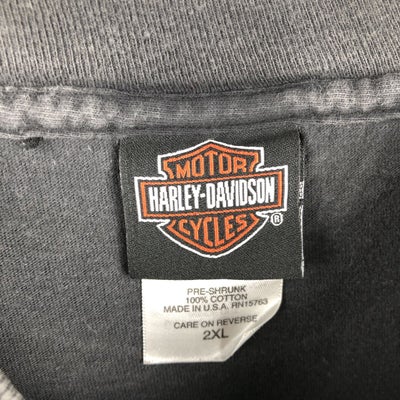 MOTOR
HARLEY-DAVIDSON
CYCLES ®
PRE-SHRUNK
100% COTTON
MADE IN U.S.A. RN15763
CARE ON REVERSE
2XL